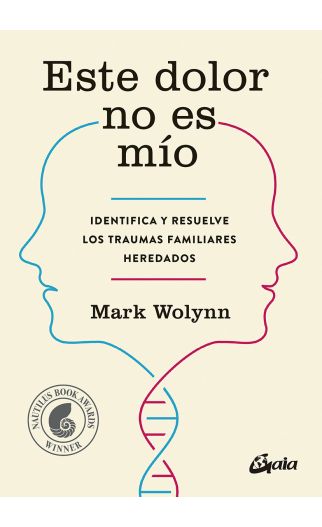 Este dolor
no es
mío
IDENTIFICA Y RESUELVE
LOS TRAUMAS FAMILIARES
HEREDADOS
Mark Wolynn
NAUTILUS BOOK AWARDS
WINNER
Gaia